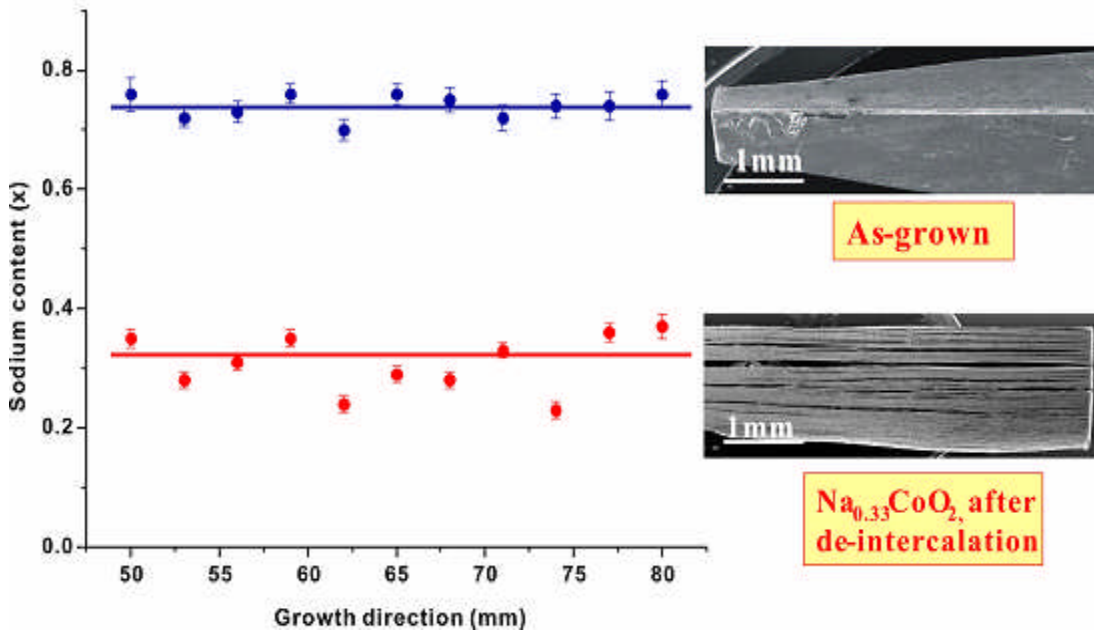 0.8
0.6
0.4
0.2
0.0
Sodium content (x)
50 55 60 65 70 75 80
Growth direction (mm)
1mm
As-grown
1mm
Na0.33CoO2, after
de-intercalation